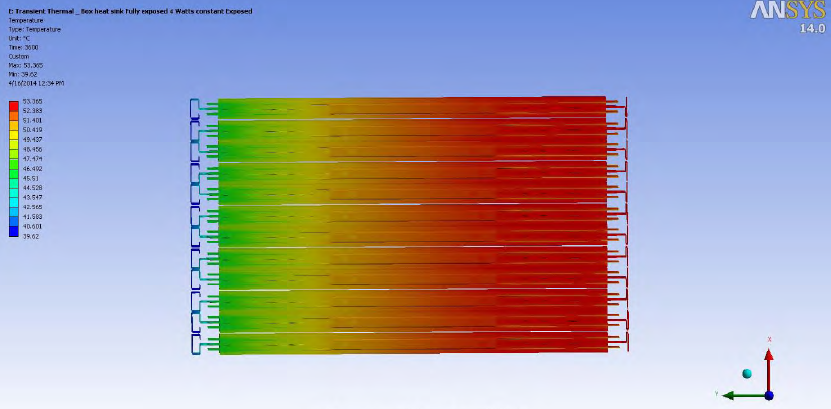 E: Transient Thermal _ Box heat sink Fully exposed 4 Watts constant Exposed
Temperature
Type: Temperature
Unit: °C
Time: 3600
Custom
Max: 53.365
Min: 39.62
4/16/2014 12:34 PM
53.365
52.383
51.401
50.419
49.437
48.456
47.474
46.492
45.51
44.528
43.547
42.565
41.583
40.601
39.62
ANSYS
14.0
X
Y